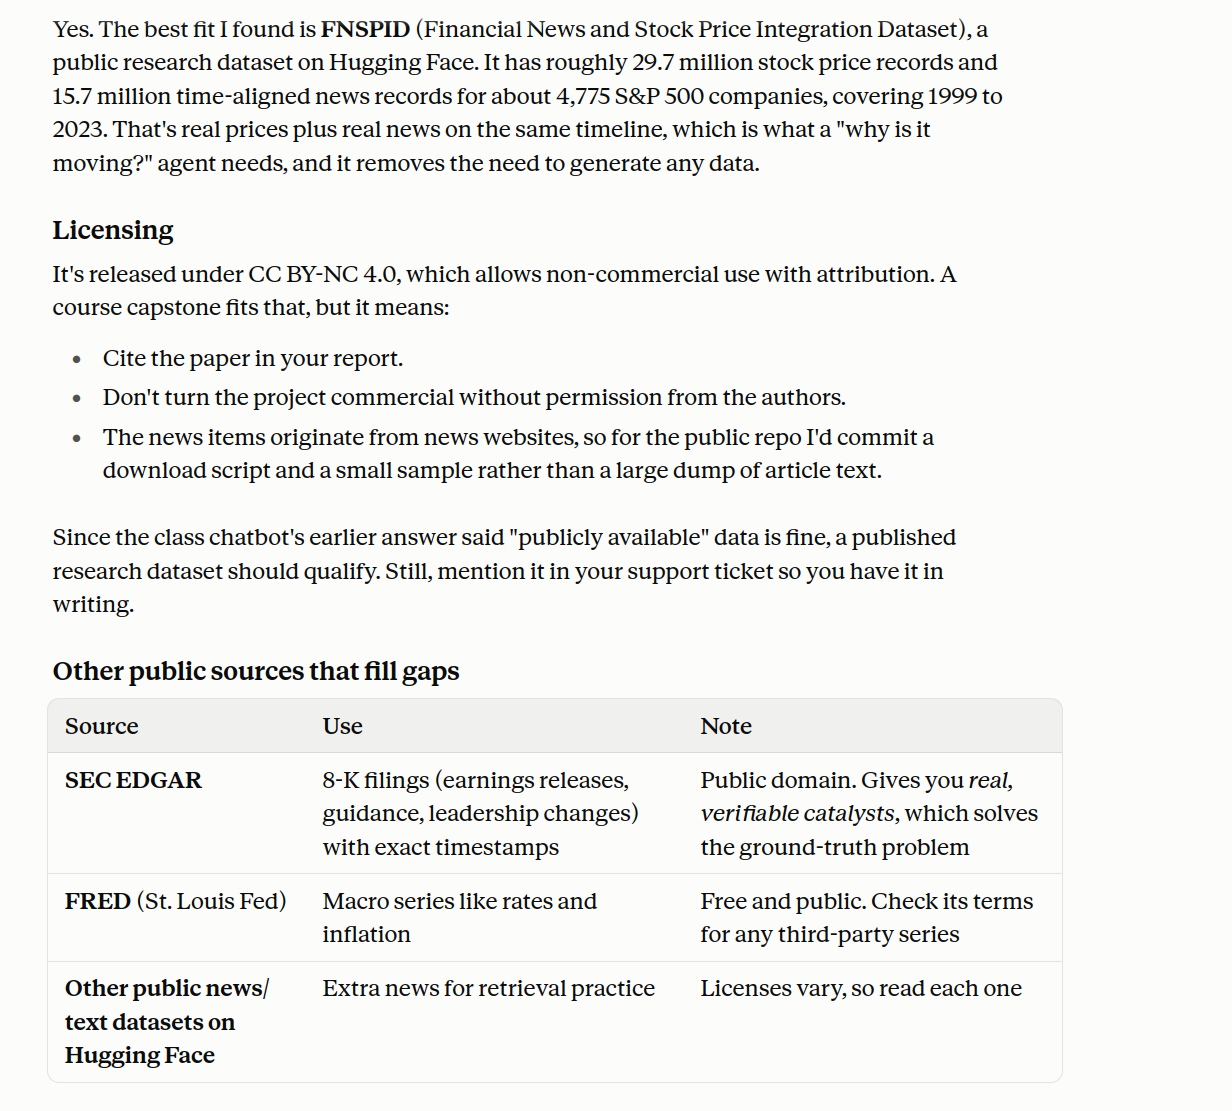 Yes. The best fit I found is FNSPID (Financial News and Stock Price Integration Dataset), a
public research dataset on Hugging Face. It has roughly 29.7 million stock price records and
15.7 million time-aligned news records for about 4,775 S&P 500 companies, covering 1999 to
2023. That's real prices plus real news on the same timeline, which is what a "why is it
moving?" agent needs, and it removes the need to generate any data.
Licensing
It's released under CC BY-NC 4.0, which allows non-commercial use with attribution. A
course capstone fits that, but it means:
• Cite the paper in your report.
• Don't turn the project commercial without permission from the authors.
• The news items originate from news websites, so for the public repo I'd commit a
download script and a small sample rather than a large dump of article text.
Since the class chatbot's earlier answer said "publicly available" data is fine, a published
research dataset should qualify. Still, mention it in your support ticket so you have it in
writing.
Other public sources that fill gaps
Source Use Note
SEC EDGAR 8-K filings (earnings releases, Public domain. Gives you real,
guidance, leadership changes) verifiable catalysts, which solves
with exact timestamps the ground-truth problem
FRED (St. Louis Fed) Macro series like rates and Free and public. Check its terms
inflation for any third-party series
Other public news/ Extra news for retrieval practice Licenses vary, so read each one
text datasets on
Hugging Face